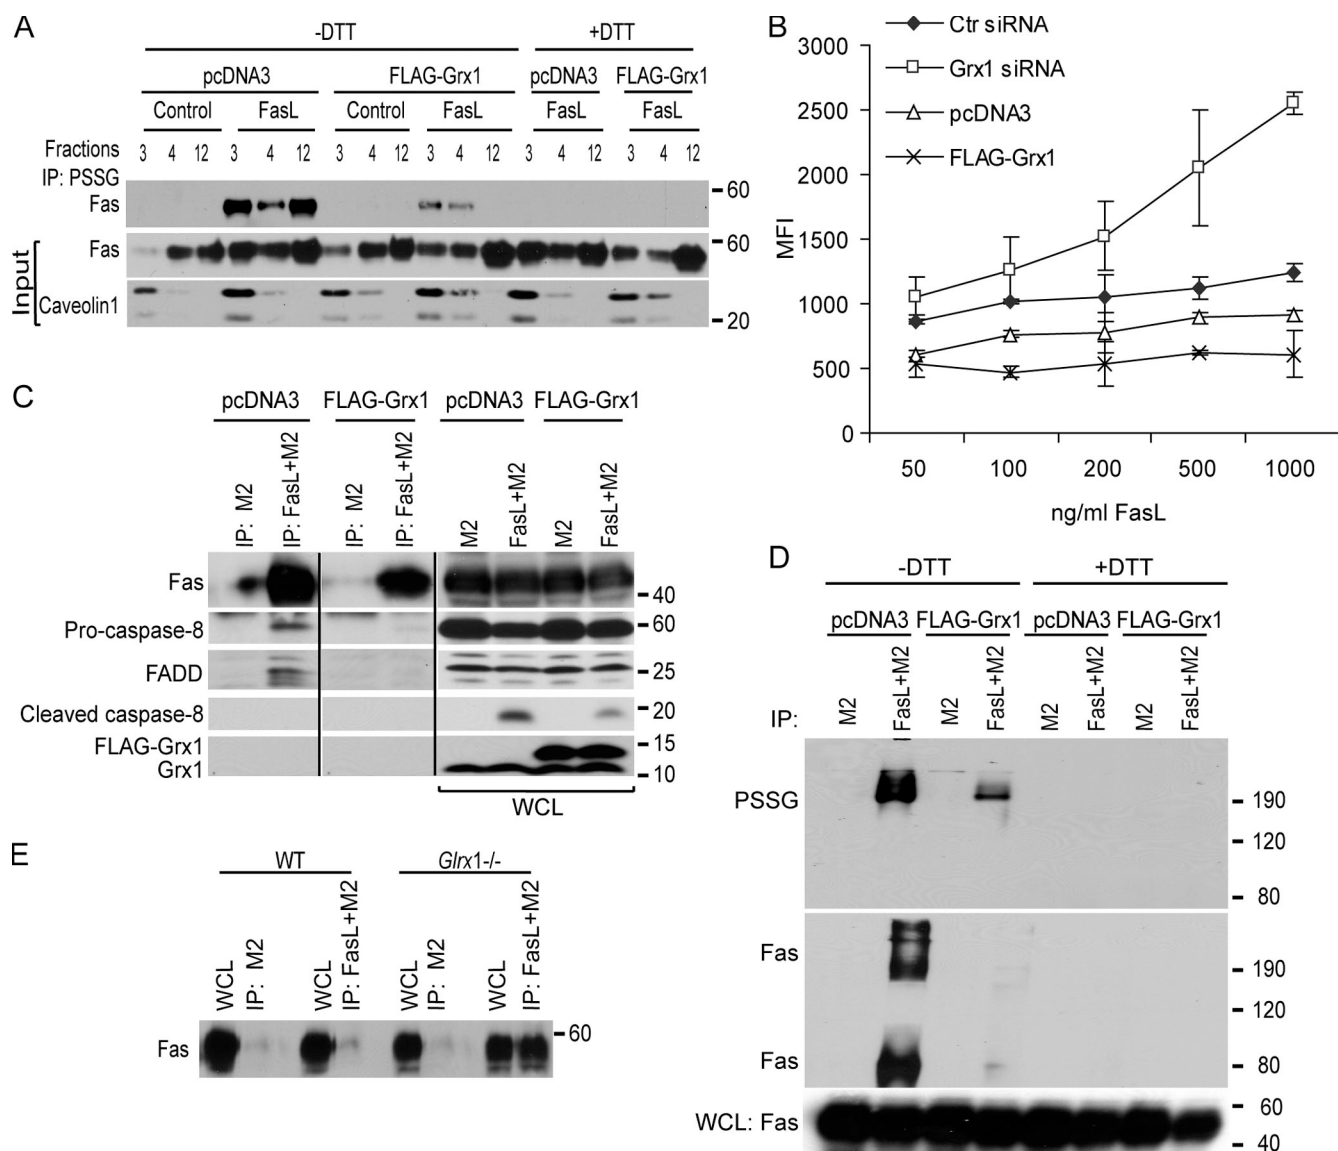 A
-DTT +DTT
pcDNA3 FLAG-Grx1 pcDNA3 FLAG-Grx1
Control FasL Control FasL FasL FasL
Fractions 3 4 12 3 4 12 3 4 12 3 4 12 3 4 12 3 4 12
IP: PSSG
Fas 60
Input
Fas 60
Caveolin1
20
B
Ctr siRNA
Grx1 siRNA
pcDNA3
FLAG-Grx1
MFI
3000
2500
2000
1500
1000
500
0
50 100 200 500 1000
ng/ml FasL
C
pcDNA3 FLAG-Grx1 pcDNA3 FLAG-Grx1
IP: M2 IP: FasL+M2 IP: M2 IP: FasL+M2 M2 FasL+M2 M2 FasL+M2
Fas 40
Pro-caspase-8 60
FADD 25
Cleaved caspase-8 20
FLAG-Grx1 15
Grx1 10
WCL
D
-DTT +DTT
pcDNA3 FLAG-Grx1 pcDNA3 FLAG-Grx1
IP: M2 FasL+M2 M2 FasL+M2 M2 FasL+M2 M2 FasL+M2
PSSG 190
120
80
Fas 190
120
Fas 80
WCL: Fas 60
40
E
WT Glrx1-/-
WCL IP: M2 WCL IP: FasL+M2 WCL IP: M2 WCL IP: FasL+M2
Fas 60